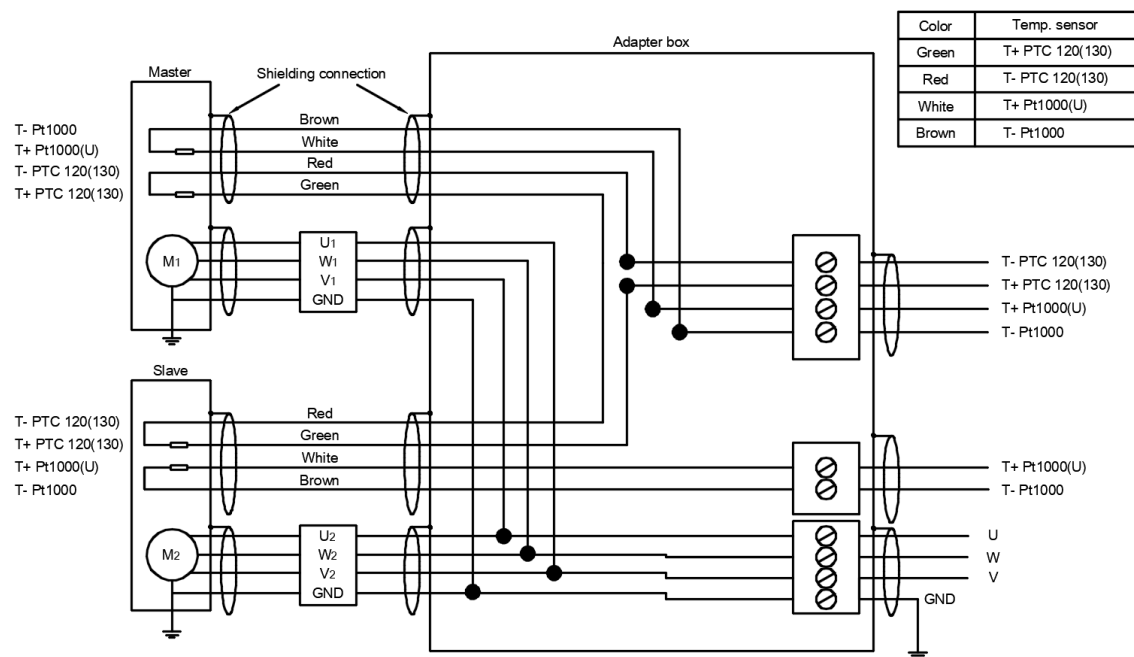 Adapter box
Color Temp. sensor
Green T+ PTC 120(130)
Red T- PTC 120(130)
White T+ Pt1000(U)
Brown T- Pt1000
Master
Shielding connection
T- Pt1000
T+ Pt1000(U)
T- PTC 120(130)
T+ PTC 120(130)
Brown
White
Red
Green
M1
U1
W1
V1
GND
T- PTC 120(130)
T+ PTC 120(130)
T+ Pt1000(U)
T- Pt1000
Slave
T- PTC 120(130)
T+ PTC 120(130)
T+ Pt1000(U)
T- Pt1000
Red
Green
White
Brown
T+ Pt1000(U)
T- Pt1000
M2
U2
W2
V2
GND
U
W
V
GND